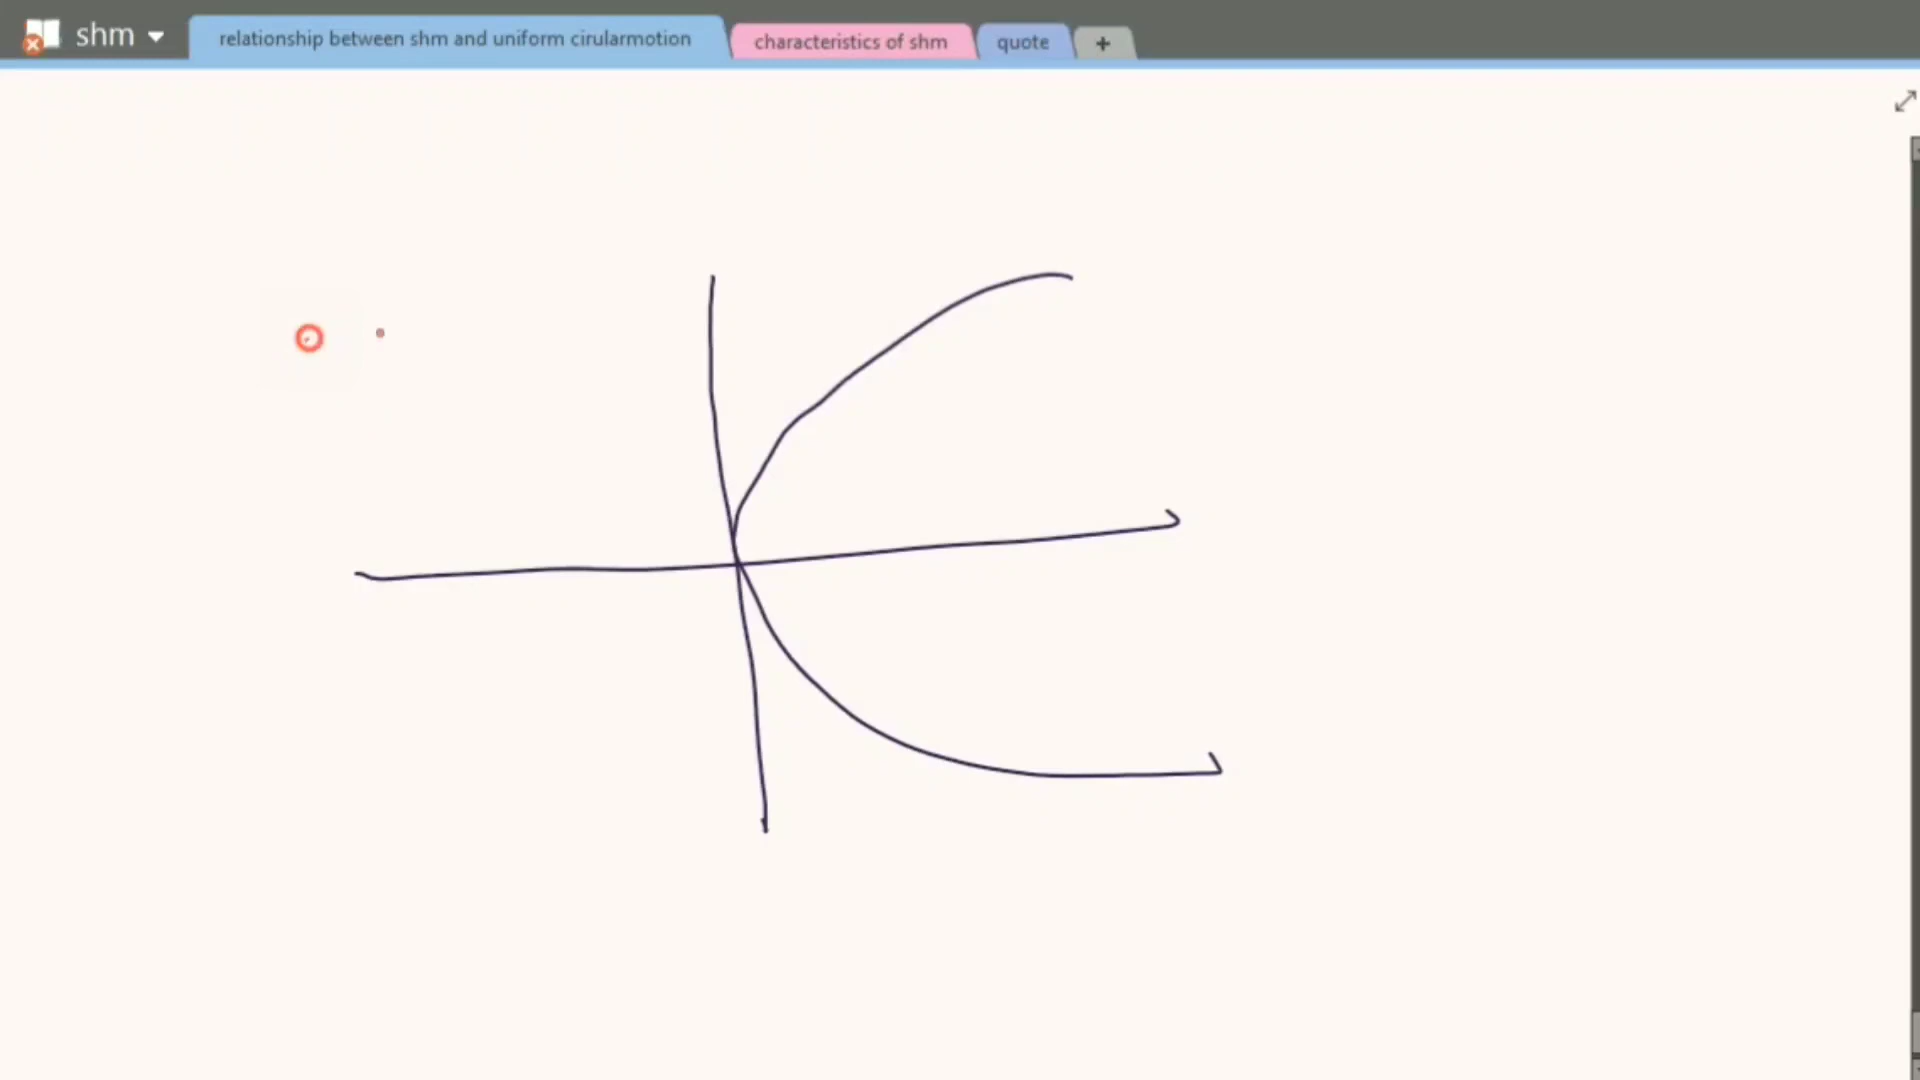 shm
relationship between shm and uniform cirularmotion
characteristics of shm
quote
+